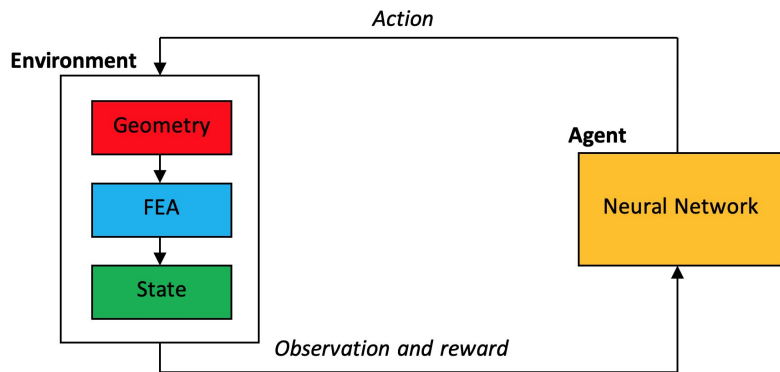 Action
Environment
Geometry
Agent
FEA
Neural Network
State
Observation and reward